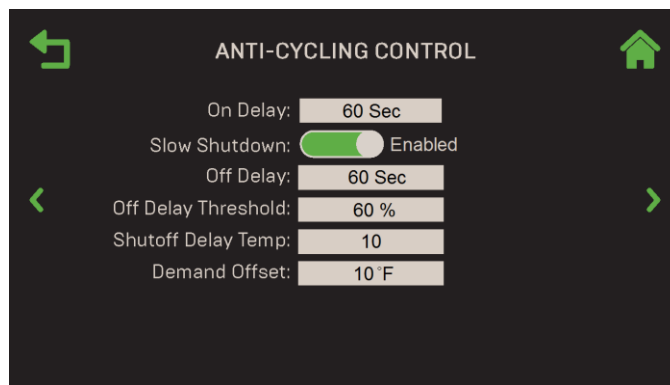 ANTI-CYCLING CONTROL
On Delay: 60 Sec
Slow Shutdown: Enabled
Off Delay: 60 Sec
Off Delay Threshold: 60 %
Shutoff Delay Temp: 10
Demand Offset: 10°F